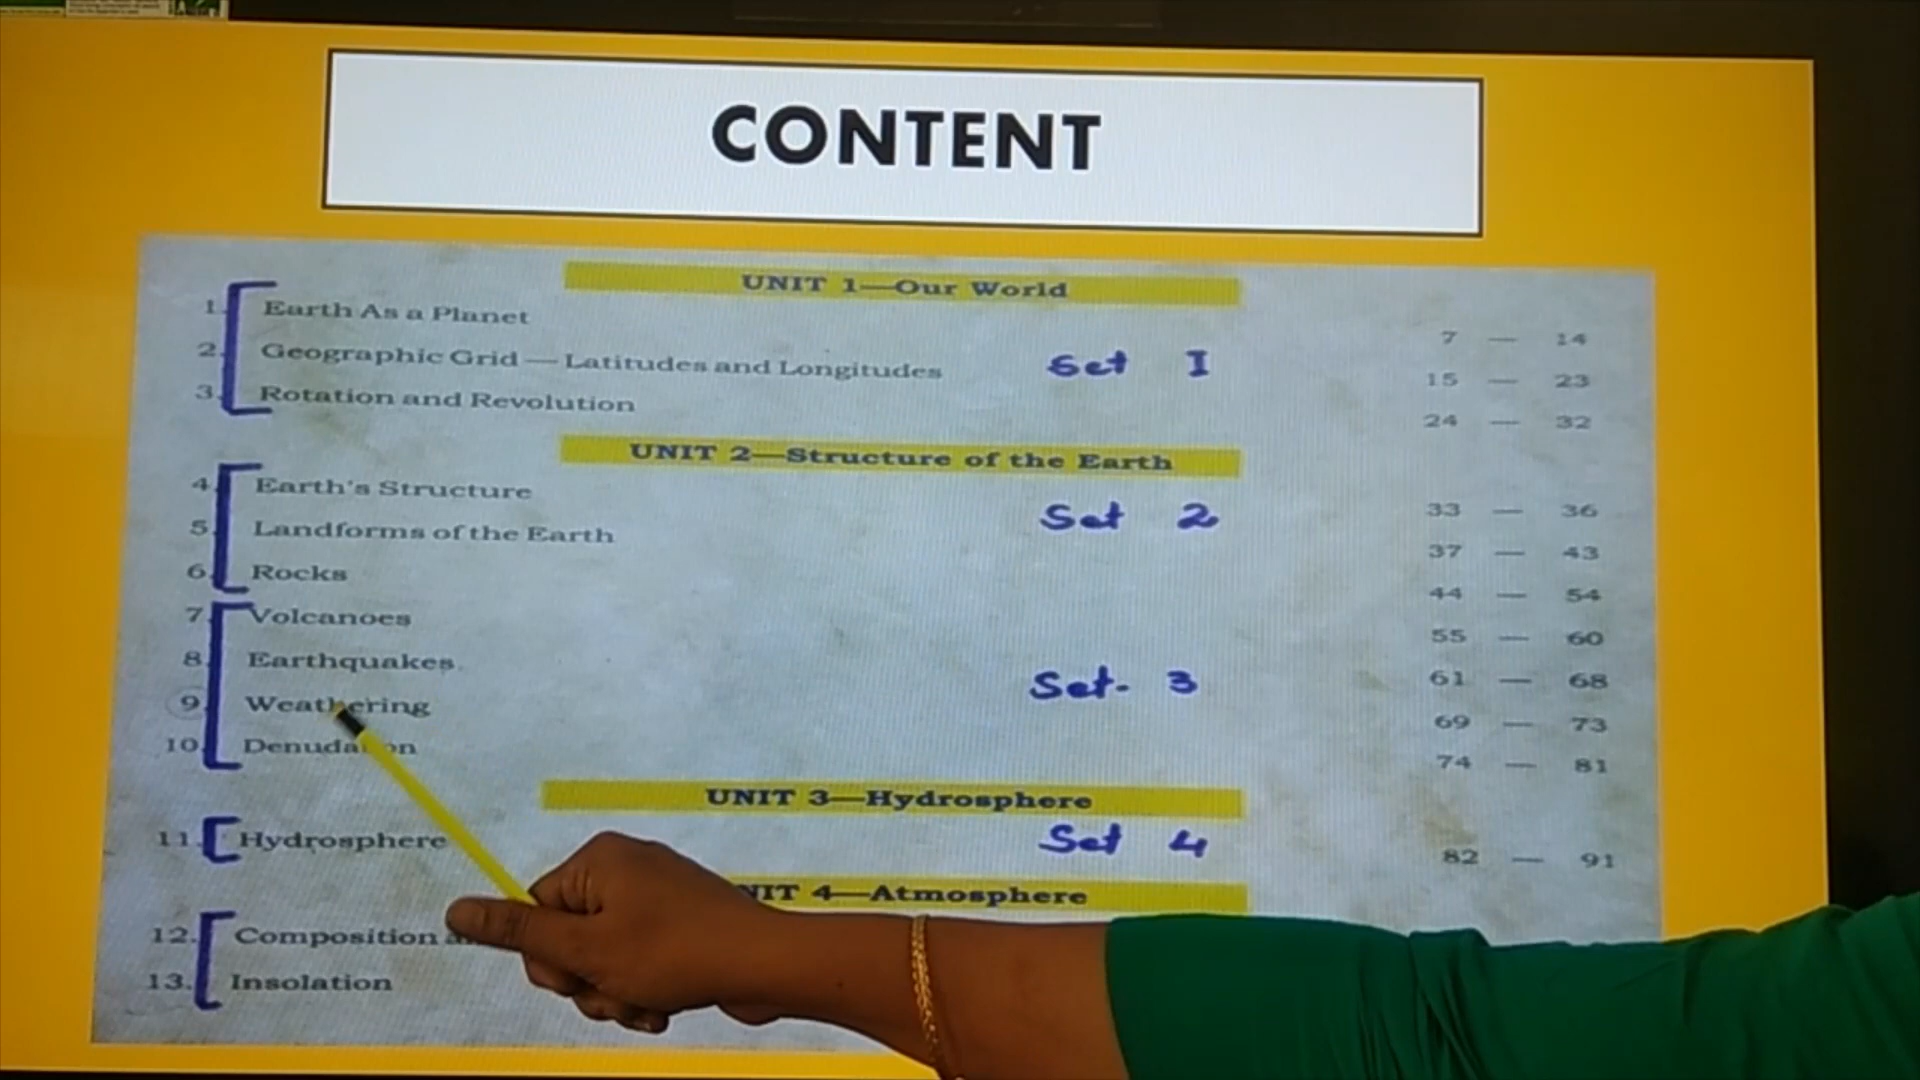 CONTENT
UNIT 1—Our World
1. Earth As a Planet 7 — 14
2. Geographic Grid — Latitudes and Longitudes Set I 15 — 23
3. Rotation and Revolution 24 — 32
UNIT 2—Structure of the Earth
4. Earth's Structure Set 2 33 — 36
5. Landforms of the Earth 37 — 43
6. Rocks 44 — 54
7. Volcanoes 55 — 60
8. Earthquakes 61 — 68
9. Weathering Set. 3 69 — 73
10. Denudation 74 — 81
UNIT 3—Hydrosphere
11. Hydrosphere Set 4 82 — 91
NIT 4—Atmosphere
12. Composition
13. Insolation